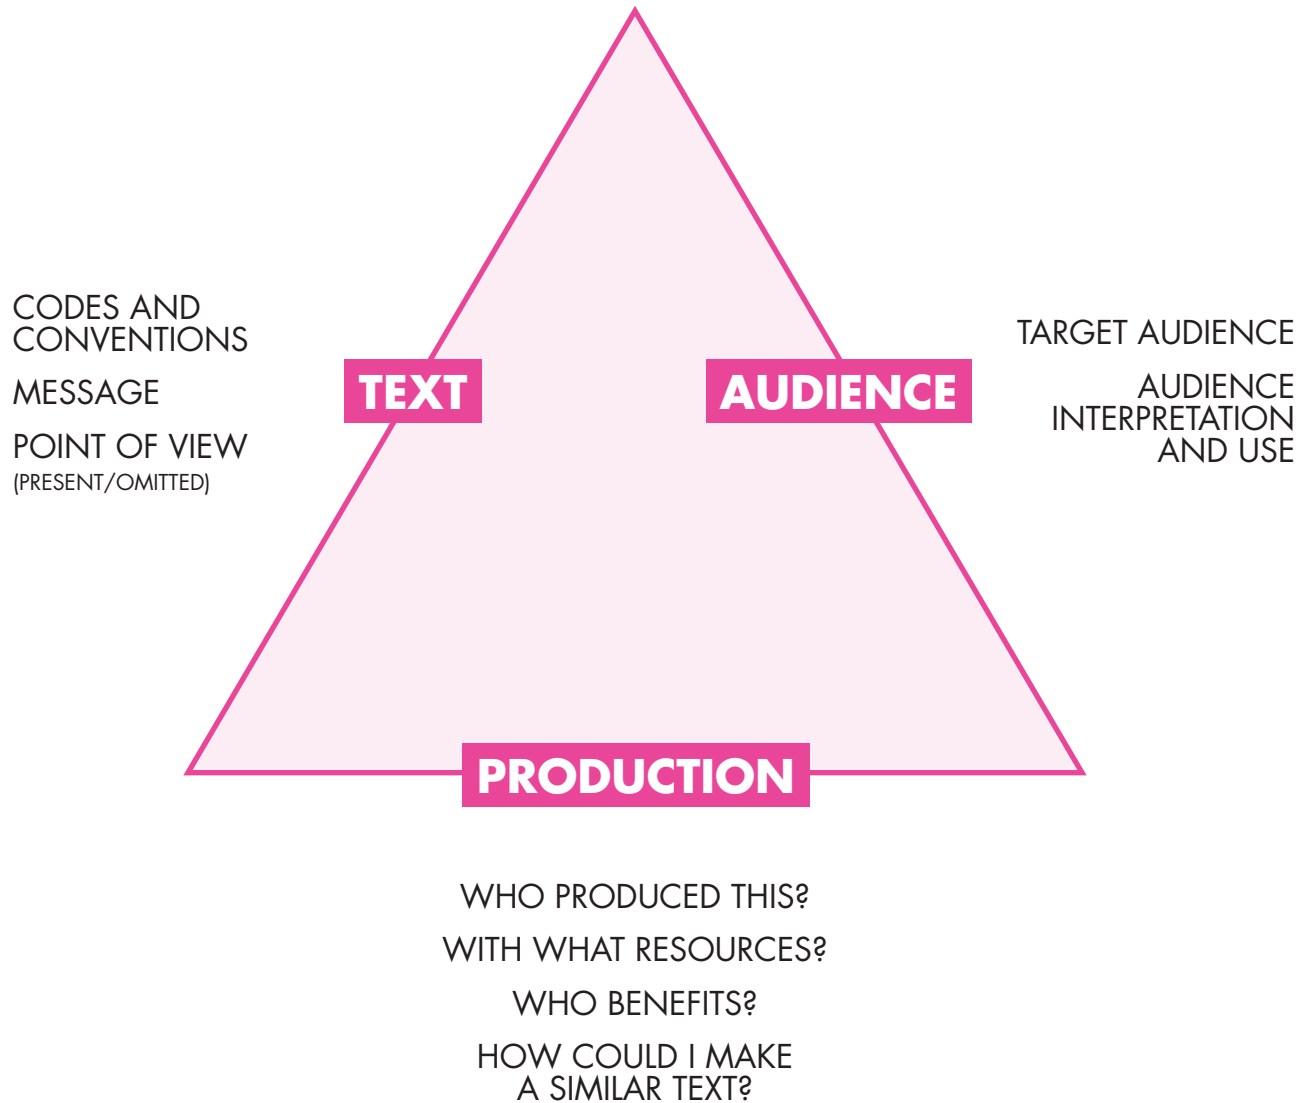 CODES AND
CONVENTIONS
MESSAGE
POINT OF VIEW
(PRESENT/OMITTED)
TEXT
AUDIENCE
TARGET AUDIENCE
AUDIENCE
INTERPRETATION
AND USE
PRODUCTION
WHO PRODUCED THIS?
WITH WHAT RESOURCES?
WHO BENEFITS?
HOW COULD I MAKE
A SIMILAR TEXT?